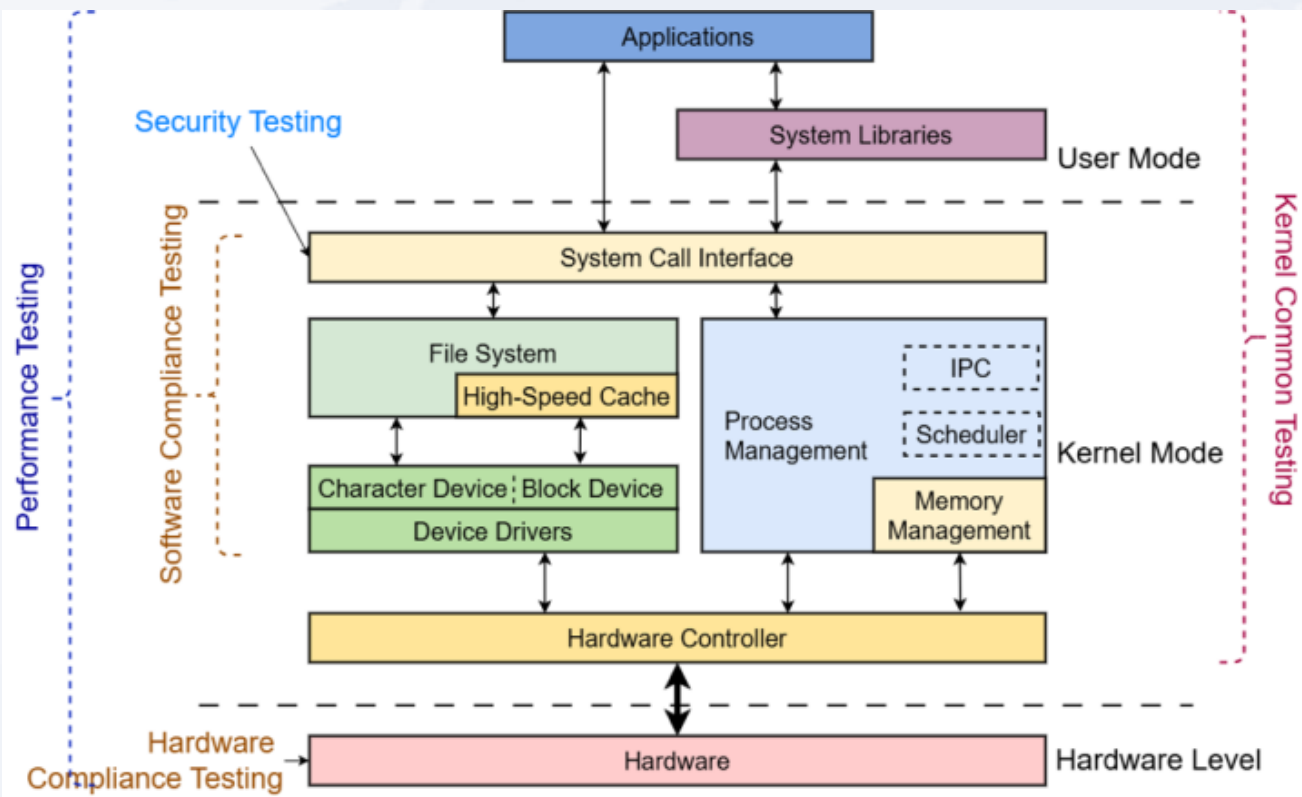 Applications
Security Testing
System Libraries
User Mode
System Call Interface
File System
High-Speed Cache
IPC
Process
Management
Scheduler
Kernel Mode
Character Device
Block Device
Memory
Management
Device Drivers
Hardware Controller
Hardware
Compliance Testing
Hardware
Hardware Level
Performance Testing
Software Compliance Testing
Kernel Common Testing